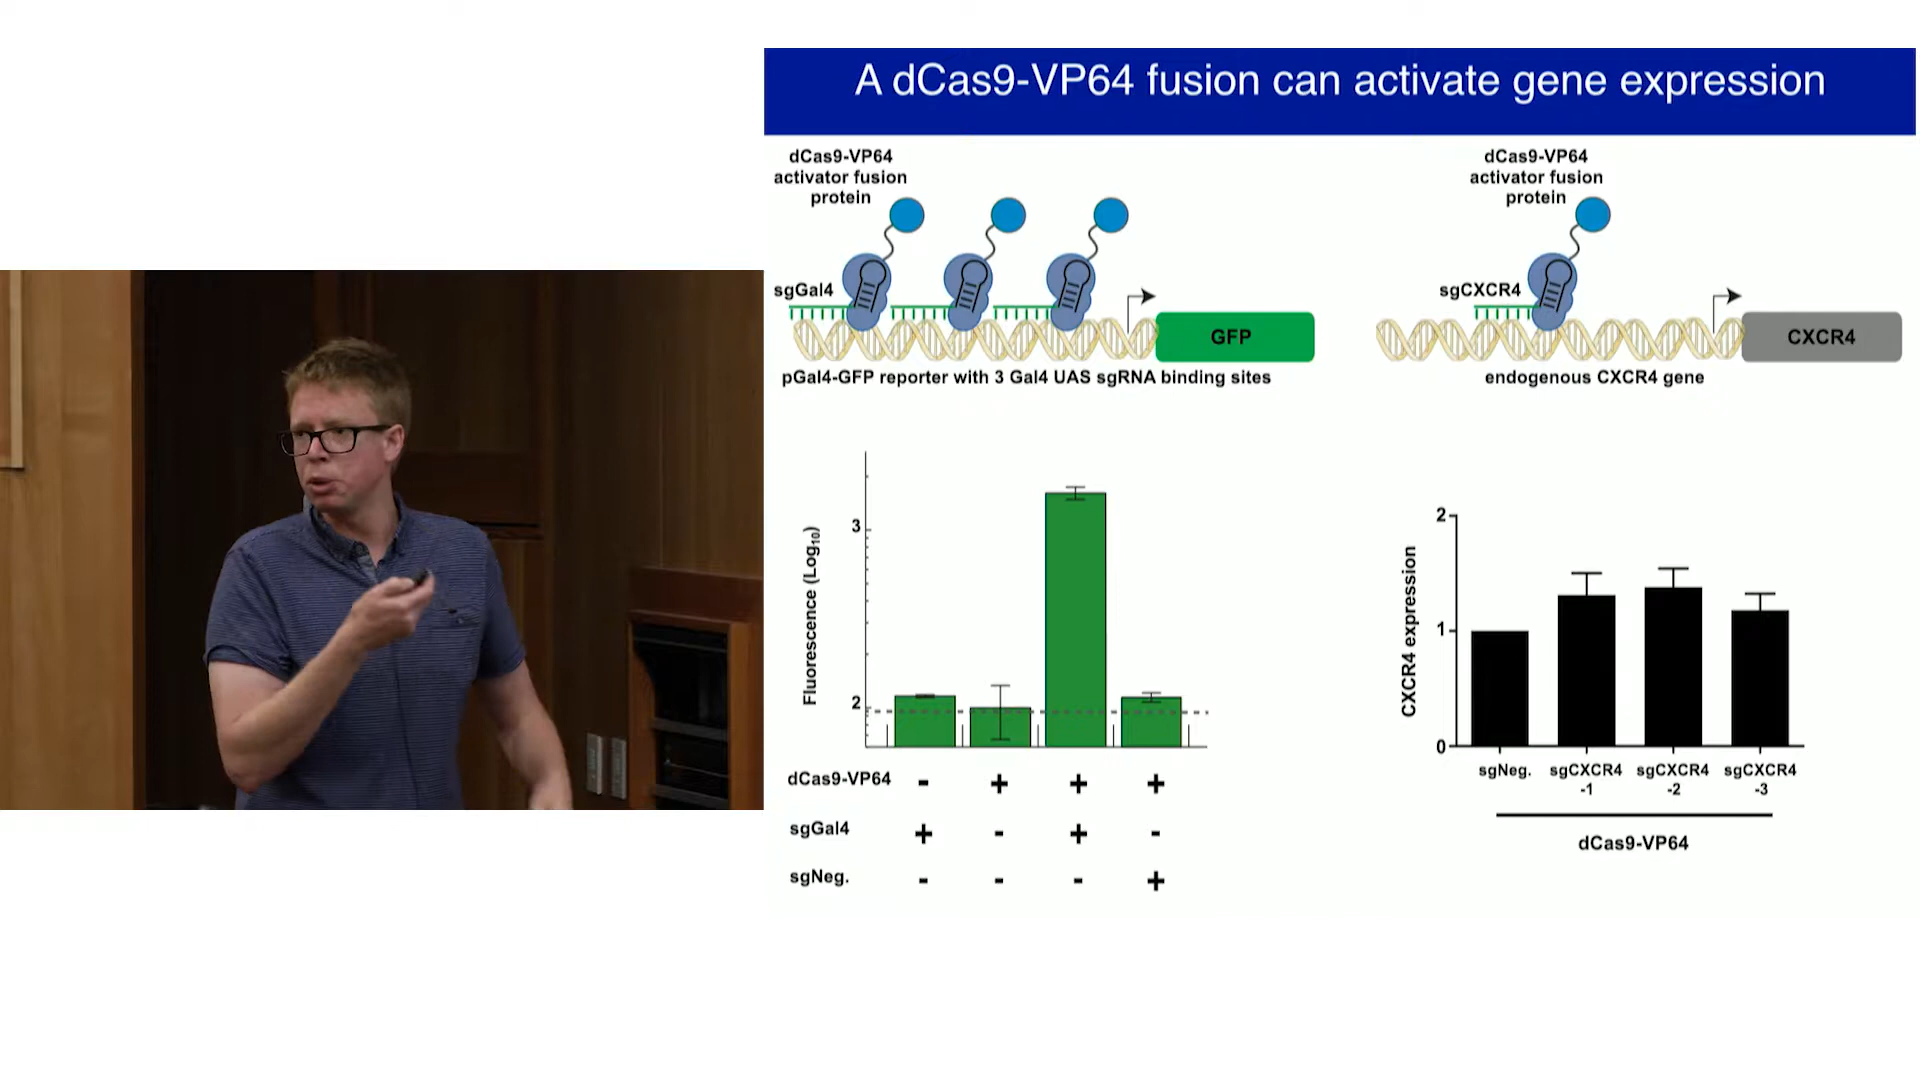 A dCas9-VP64 fusion can activate gene expression
dCas9-VP64
activator fusion
protein
sgGal4
GFP
pGal4-GFP reporter with 3 Gal4 UAS sgRNA binding sites
dCas9-VP64
activator fusion
protein
sgCXCR4
CXCR4
endogenous CXCR4 gene
Fluorescence (Log10)
3
2
dCas9-VP64 - + + +
sgGal4 + - + -
sgNeg. - - - +
CXCR4 expression
2
1
0
sgNeg. sgCXCR4 sgCXCR4 sgCXCR4
-1 -2 -3
dCas9-VP64